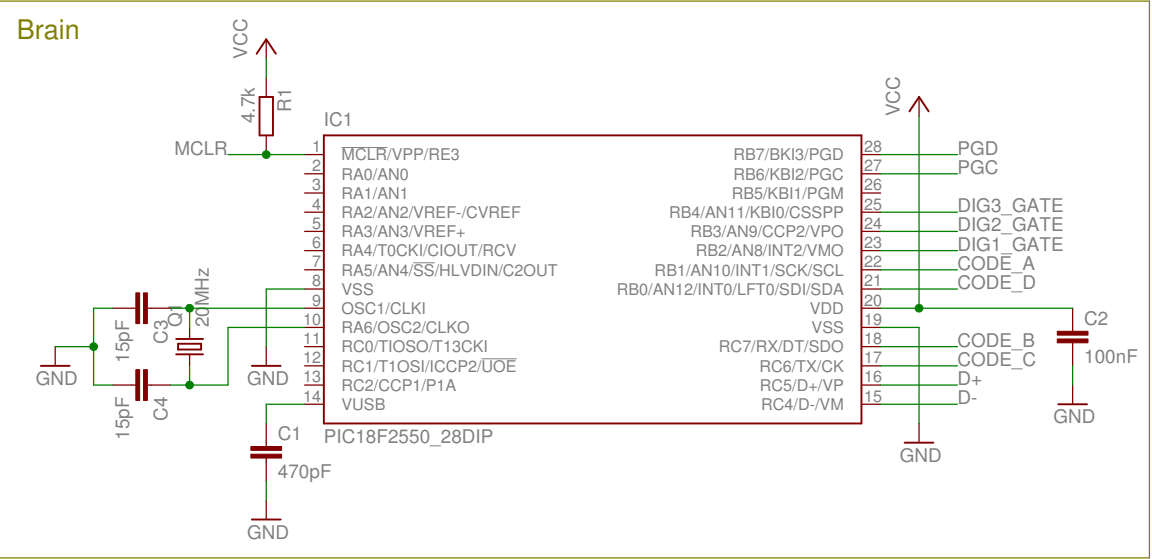 Brain
VCC
4.7k
R1
MCLR
IC1
1
2
3
4
5
6
7
8
9
10
11
12
13
14
MCLR/VPP/RE3
RA0/AN0
RA1/AN1
RA2/AN2/VREF-/CVREF
RA3/AN3/VREF+
RA4/T0CKI/CIOUT/RCV
RA5/AN4/SS/HLVDIN/C2OUT
VSS
OSC1/CLKI
RA6/OSC2/CLKO
RC0/TIOSO/T13CKI
RC1/T1OSI/ICCP2/UOE
RC2/CCP1/P1A
VUSB
PIC18F2550_28DIP
RB7/BKI3/PGD
RB6/KBI2/PGC
RB5/KBI1/PGM
RB4/AN11/KBI0/CSSPP
RB3/AN9/CCP2/VPO
RB2/AN8/INT2/VMO
RB1/AN10/INT1/SCK/SCL
RB0/AN12/INT0/LFT0/SDI/SDA
VDD
VSS
RC7/RX/DT/SDO
RC6/TX/CK
RC5/D+/VP
RC4/D-/VM
28
27
26
25
24
23
22
21
20
19
18
17
16
15
PGD
PGC
DIG3_GATE
DIG2_GATE
DIG1_GATE
CODE_A
CODE_D
CODE_B
CODE_C
D+
D-
VCC
C2
100nF
GND
GND
15pF
C3
Q1
20MHz
15pF
C4
GND
GND
C1
470pF
GND